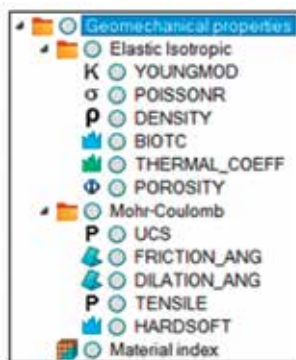 Geomechanical properties
Elastic Isotropic
K YOUNGMOD
σ POISSONR
ρ DENSITY
BIOTC
THERMAL_COEFF
Φ POROSITY
Mohr-Coulomb
P UCS
FRICTION_ANG
DILATION_ANG
P TENSILE
HARDSOFT
Material index